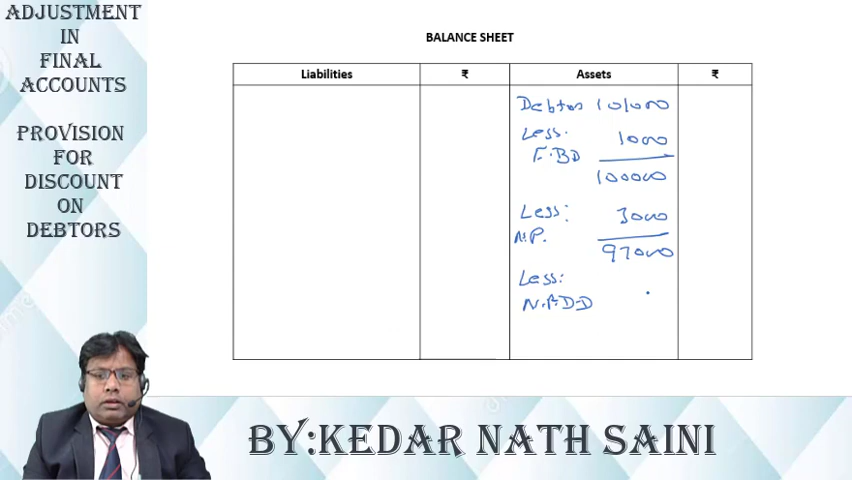 ADJUSTMENT
IN
FINAL
ACCOUNTS
PROVISION
FOR
DISCOUNT
ON
DEBTORS
BALANCE SHEET
Liabilities ₹ Assets ₹
Debtors 101000
Less.
F.BD 1000
100000
Less:
N.P. 3000
97000
Less:
N.P.D.D
BY:KEDAR NATH SAINI